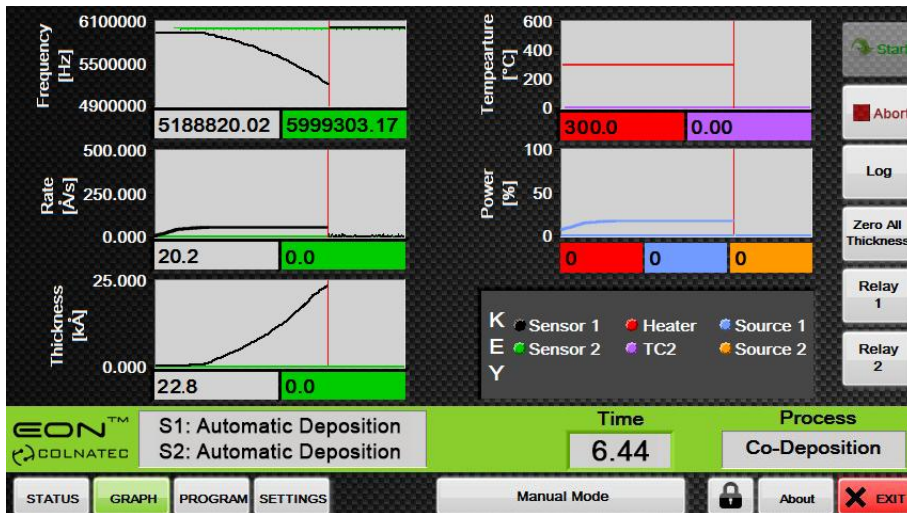 Frequency
[Hz]
6100000
5500000
4900000
5188820.02 5999303.17
Rate
[Å/s]
500.000
250.000
0.000
20.2 0.0
Thickness
[kÅ]
25.000
0.000
22.8 0.0
Tempearture
[°C]
600
400
200
0
300.0 0.00
Power
[%]
100
50
0
0 0 0
KEY
Sensor 1 Heater Source 1
Sensor 2 TC2 Source 2
Start
Abort
Log
Zero All
Thickness
Relay
1
Relay
2
EON™
COLNATEC
S1: Automatic Deposition
S2: Automatic Deposition
Time
6.44
Process
Co-Deposition
STATUS GRAPH PROGRAM SETTINGS Manual Mode About EXIT